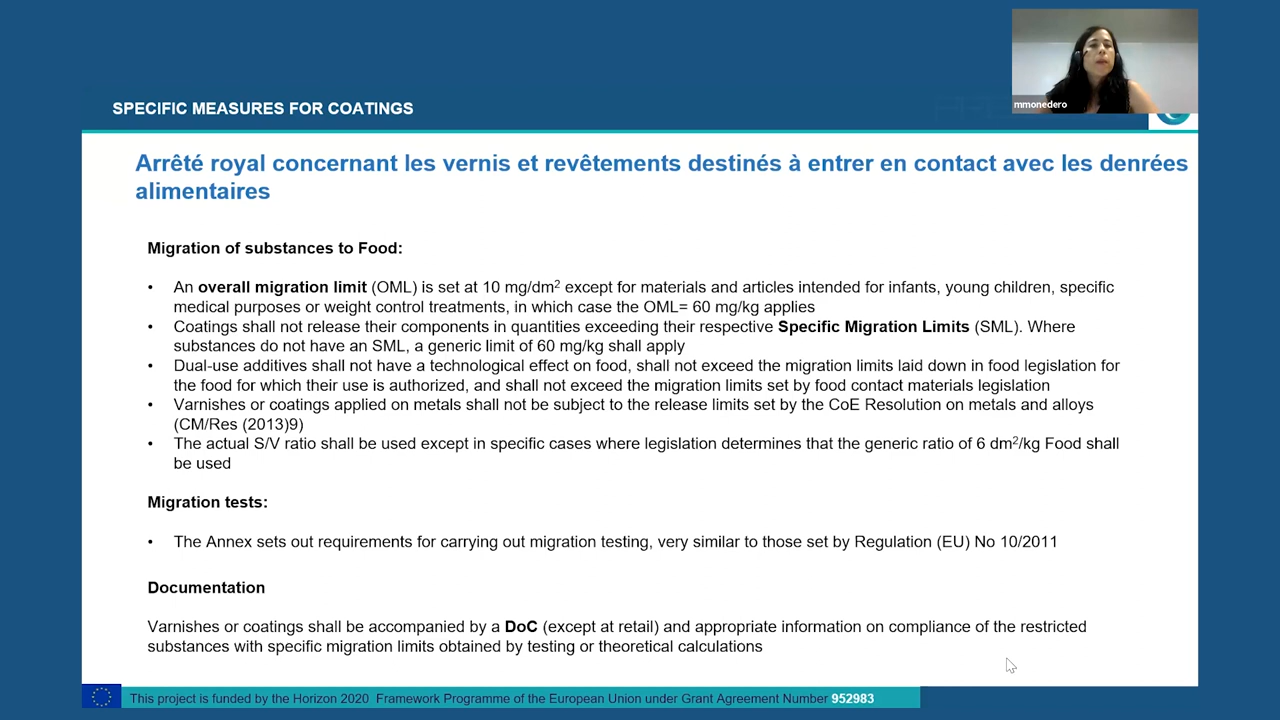 mmonedero
SPECIFIC MEASURES FOR COATINGS
Arrêté royal concernant les vernis et revêtements destinés à entrer en contact avec les denrées
alimentaires
Migration of substances to Food:
• An overall migration limit (OML) is set at 10 mg/dm² except for materials and articles intended for infants, young children, specific
medical purposes or weight control treatments, in which case the OML= 60 mg/kg applies
• Coatings shall not release their components in quantities exceeding their respective Specific Migration Limits (SML). Where
substances do not have an SML, a generic limit of 60 mg/kg shall apply
• Dual-use additives shall not have a technological effect on food, shall not exceed the migration limits laid down in food legislation for
the food for which their use is authorized, and shall not exceed the migration limits set by food contact materials legislation
• Varnishes or coatings applied on metals shall not be subject to the release limits set by the CoE Resolution on metals and alloys
(CM/Res (2013)9)
• The actual S/V ratio shall be used except in specific cases where legislation determines that the generic ratio of 6 dm²/kg Food shall
be used
Migration tests:
• The Annex sets out requirements for carrying out migration testing, very similar to those set by Regulation (EU) No 10/2011
Documentation
Varnishes or coatings shall be accompanied by a DoC (except at retail) and appropriate information on compliance of the restricted
substances with specific migration limits obtained by testing or theoretical calculations
This project is funded by the Horizon 2020 Framework Programme of the European Union under Grant Agreement Number 952983